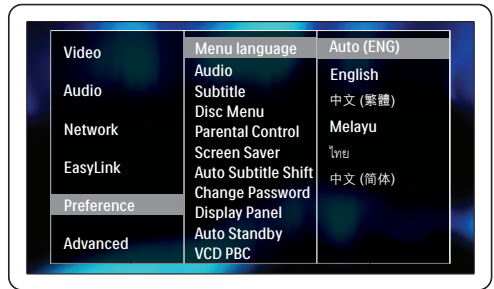 Video
Audio
Network
EasyLink
Preference
Advanced
Menu language
Audio
Subtitle
Disc Menu
Parental Control
Screen Saver
Auto Subtitle Shift
Change Password
Display Panel
Auto Standby
VCD PBC
Auto (ENG)
English
中文 (繁體)
Melayu
ไทย
中文 (简体)